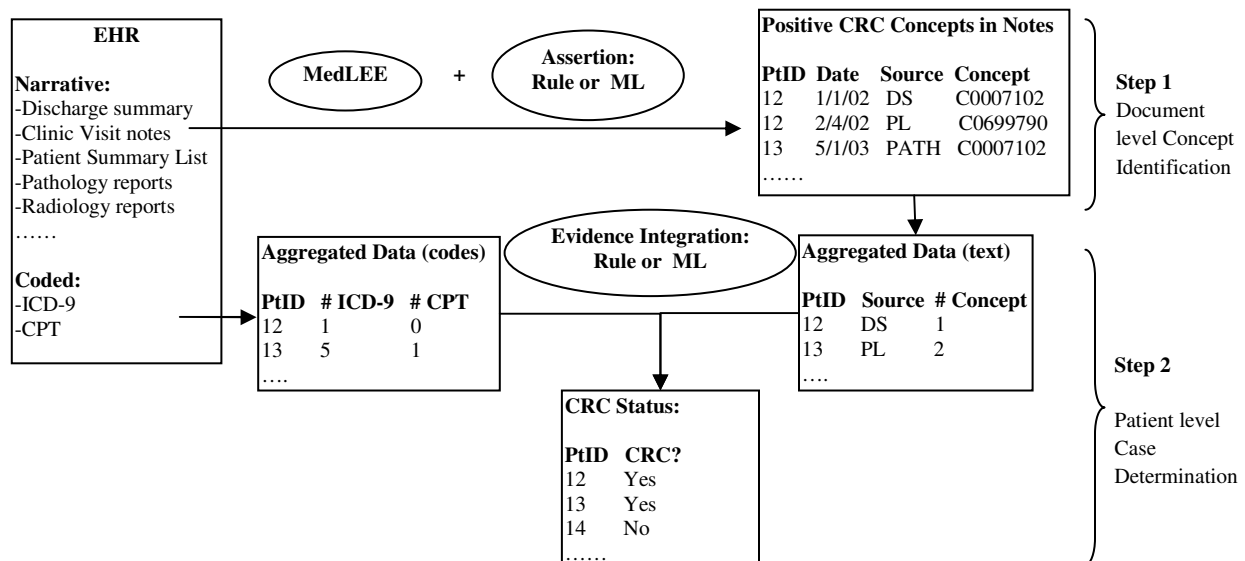 EHR
Narrative:
-Discharge summary
-Clinic Visit notes
-Patient Summary List
-Pathology reports
-Radiology reports
……
Coded:
-ICD-9
-CPT
MedLEE
+
Assertion:
Rule or ML
Positive CRC Concepts in Notes
PtID Date Source Concept
12 1/1/02 DS C0007102
12 2/4/02 PL C0699790
13 5/1/03 PATH C0007102
……
Step 1
Document
level Concept
Identification
Aggregated Data (codes)
PtID # ICD-9 # CPT
12 1 0
13 5 1
….
Evidence Integration:
Rule or ML
Aggregated Data (text)
PtID Source # Concept
12 DS 1
13 PL 2
….
CRC Status:
PtID CRC?
12 Yes
13 Yes
14 No
……
Step 2
Patient level
Case
Determination